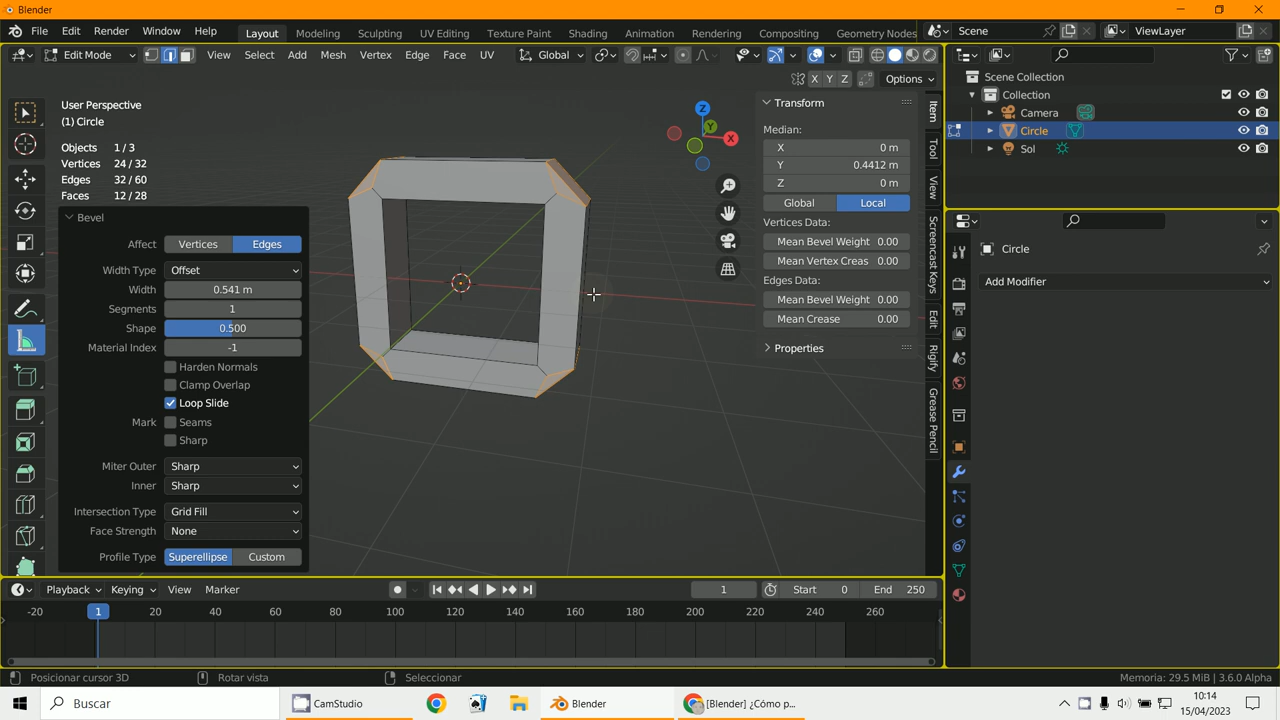 Blender
File Edit Render Window Help Layout Modeling Sculpting UV Editing Texture Paint Shading Animation Rendering Compositing Geometry Nodes Scene ViewLayer
Edit Mode View Select Add Mesh Vertex Edge Face UV Global
X Y Z Options
User Perspective
(1) Circle
Objects 1 / 3
Vertices 24 / 32
Edges 32 / 60
Faces 12 / 28
Bevel
Affect Vertices Edges
Width Type Offset
Width 0.541 m
Segments 1
Shape 0.500
Material Index -1
Harden Normals
Clamp Overlap
Loop Slide
Mark Seams
Sharp
Miter Outer Sharp
Inner Sharp
Intersection Type Grid Fill
Face Strength None
Profile Type Superellipse Custom
Z
Y
X
Transform
Median:
X 0 m
Y 0.4412 m
Z 0 m
Global Local
Vertices Data:
Mean Bevel Weight 0.00
Mean Vertex Creas 0.00
Edges Data:
Mean Bevel Weight 0.00
Mean Crease 0.00
Properties
Item
Tool
View
Screencast Keys
Edit
Rigify
Grease Pencil
Scene Collection
Collection
Camera
Circle
Sol
Circle
Add Modifier
Playback Keying View Marker 1 Start 0 End 250
-20 1 20 40 60 80 100 120 140 160 180 200 220 240 260
Posicionar cursor 3D Rotar vista Seleccionar Memoria: 29.5 MiB | 3.6.0 Alpha
Buscar CamStudio Blender [Blender] ¿Cómo p... 10:14
15/04/2023